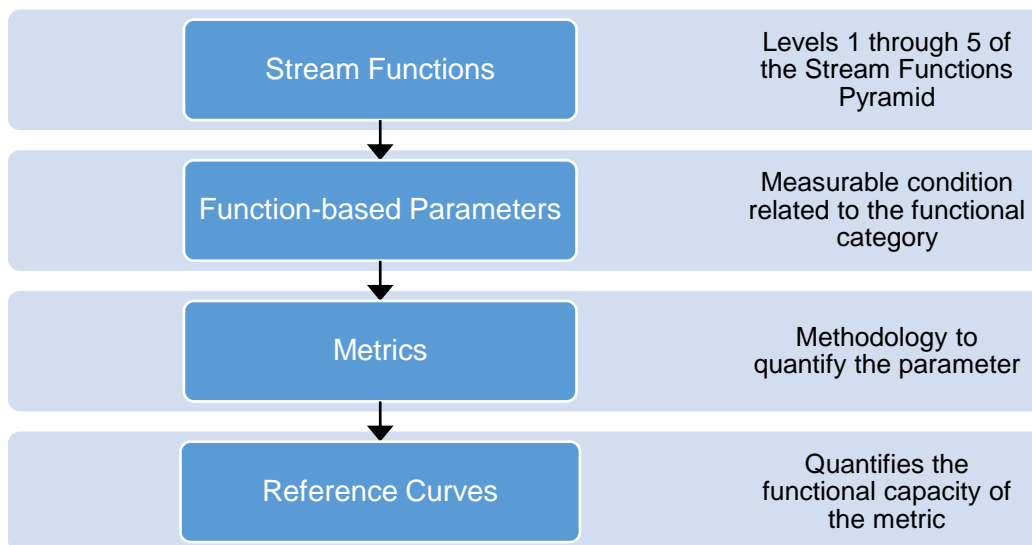 Stream Functions
Levels 1 through 5 of
the Stream Functions
Pyramid
Function-based Parameters
Measurable condition
related to the functional
category
Metrics
Methodology to
quantify the parameter
Reference Curves
Quantifies the
functional capacity of
the metric